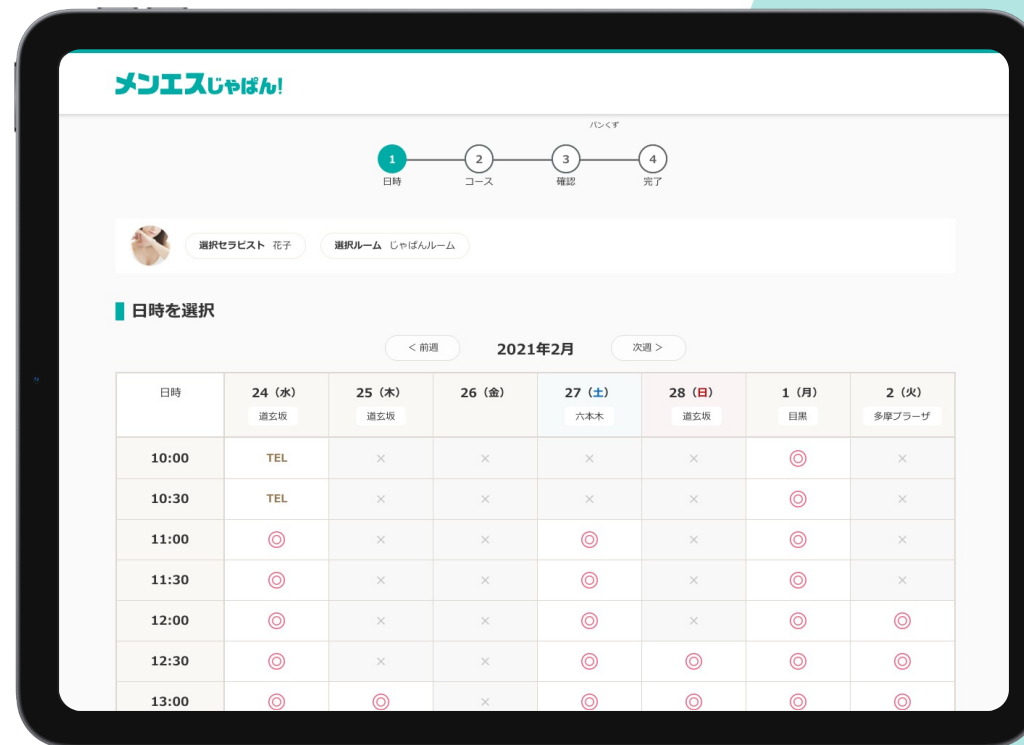 メンエスじゃぱん!
パンくず
1 2 3 4
日時 コース 確認 完了
選択セラピスト 花子 選択ルーム じゃぱんルーム
日時を選択
< 前週 2021年2月 次週 >
日時 24（水） 25（木） 26（金） 27（土） 28（日） 1（月） 2（火）
道玄坂 道玄坂 六本木 道玄坂 目黒 多摩プラーザ
10:00 TEL × × × × ◎ ×
10:30 TEL × × × × ◎ ×
11:00 ◎ × × ◎ × ◎ ×
11:30 ◎ × × ◎ × ◎ ×
12:00 ◎ × × ◎ × ◎ ◎
12:30 ◎ × × ◎ ◎ ◎ ◎
13:00 ◎ ◎ × ◎ ◎ ◎ ◎